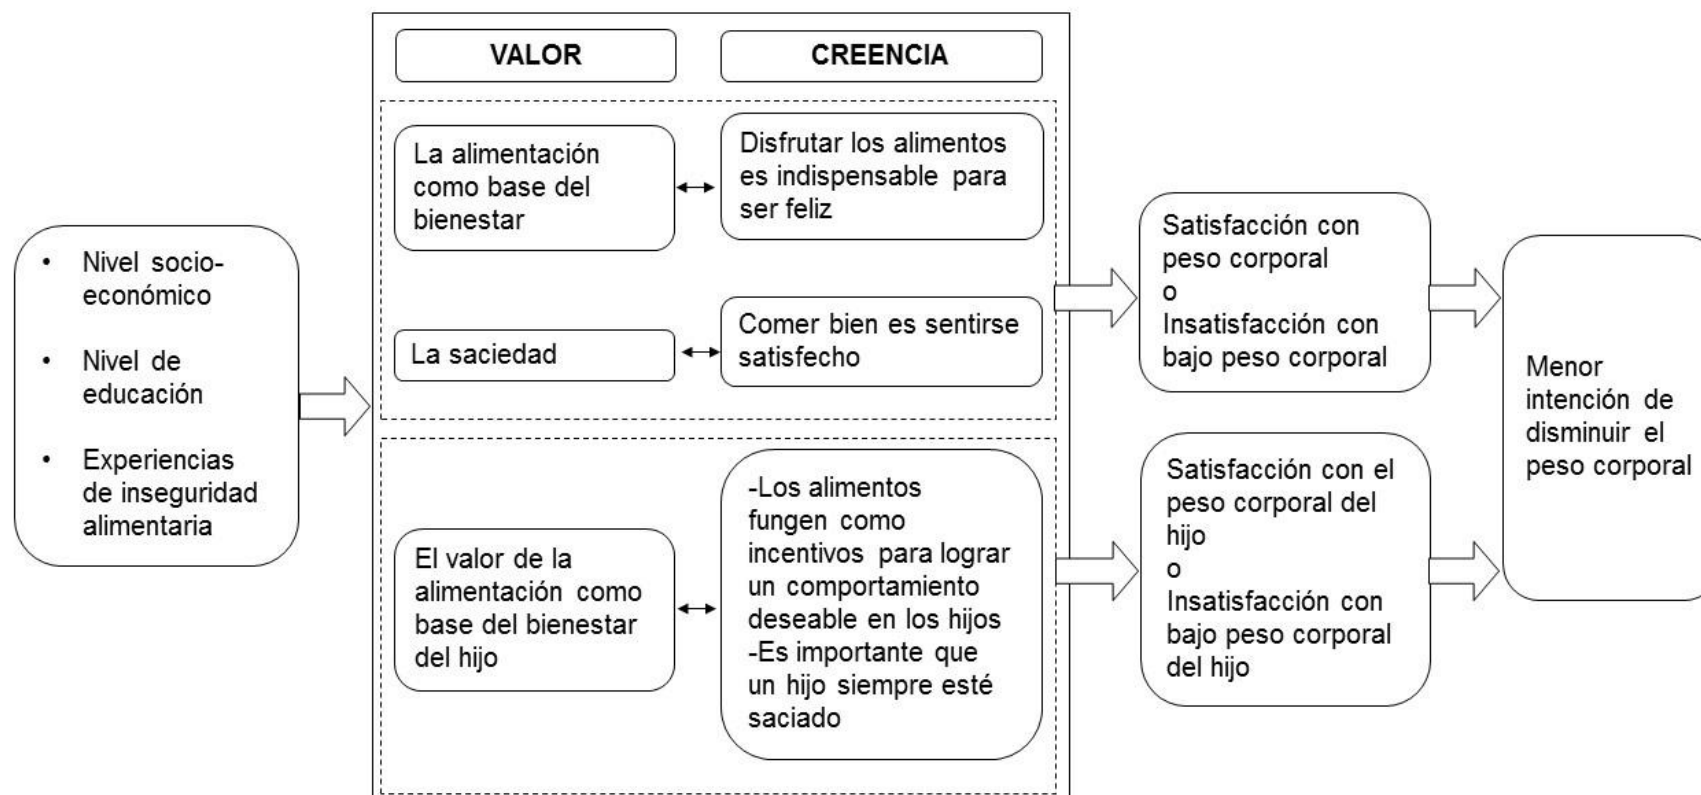 VALOR
CREENCIA
• Nivel socio-
económico
• Nivel de
educación
• Experiencias
de inseguridad
alimentaria
La alimentación
como base del
bienestar
Disfrutar los alimentos
es indispensable para
ser feliz
La saciedad
Comer bien es sentirse
satisfecho
El valor de la
alimentación como
base del bienestar
del hijo
-Los alimentos
fungen como
incentivos para lograr
un comportamiento
deseable en los hijos
-Es importante que
un hijo siempre esté
saciado
Satisfacción con
peso corporal
o
Insatisfacción con
bajo peso corporal
Satisfacción con el
peso corporal del
hijo
o
Insatisfacción con
bajo peso corporal
del hijo
Menor
intención de
disminuir el
peso corporal